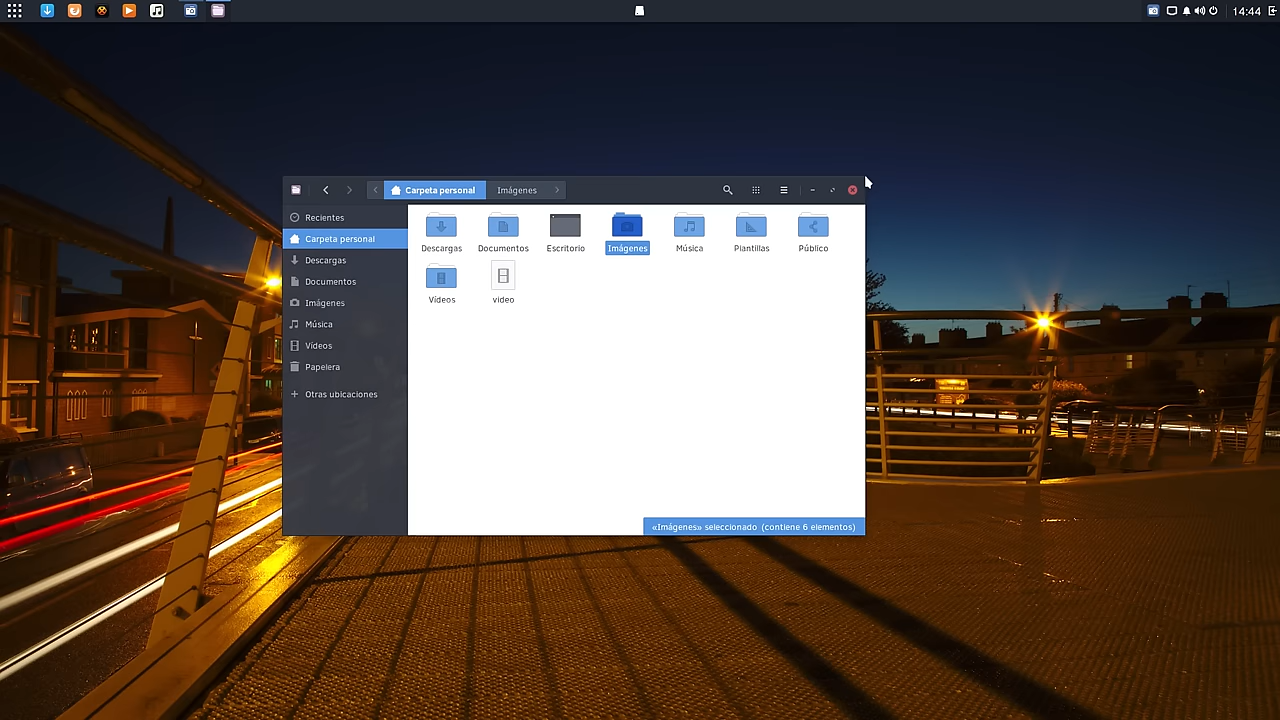 14:44
Carpeta personal
Imágenes
Recientes
Carpeta personal
Descargas
Documentos
Imágenes
Música
Vídeos
Papelera
Otras ubicaciones
Descargas
Documentos
Escritorio
Imágenes
Música
Plantillas
Público
Vídeos
video
«Imágenes» seleccionado (contiene 6 elementos)